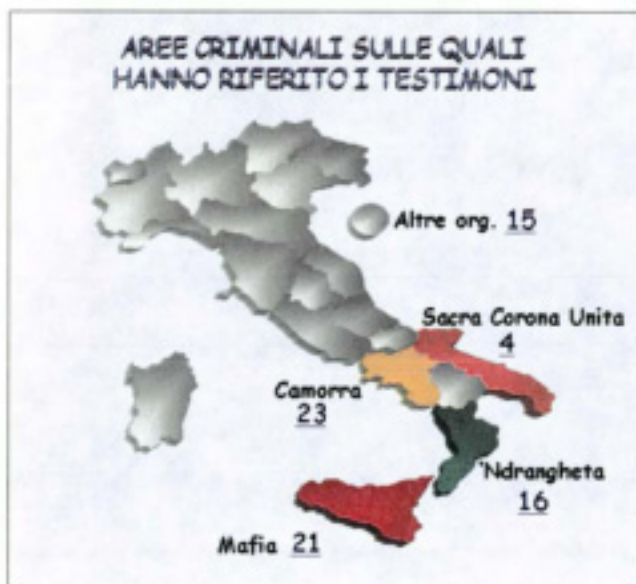 AREE CRIMINALI SULLE QUALI
HANNO RIFERITO I TESTIMONI
Altre org. 15
Sacra Corona Unita
4
Camorra
23
'Ndrangheta
16
Mafia 21